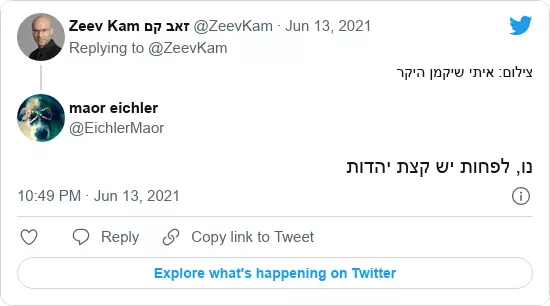 Zeev Kam זאב קם @ZeevKam · Jun 13, 2021
Replying to @ZeevKam
צילום: איתי שיקמן היקר
maor eichler
@EichlerMaor
נו, לפחות יש קצת יהדות
10:49 PM · Jun 13, 2021
Reply Copy link to Tweet
Explore what's happening on Twitter